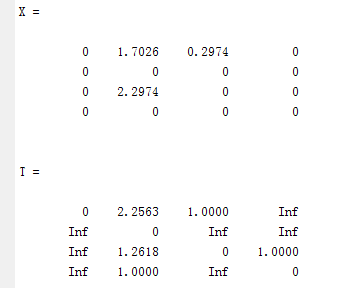 X =
0 1.7026 0.2974 0
0 0 0 0
0 2.2974 0 0
0 0 0 0
T =
0 2.2563 1.0000 Inf
Inf 0 Inf Inf
Inf 1.2618 0 1.0000
Inf 1.0000 Inf 0